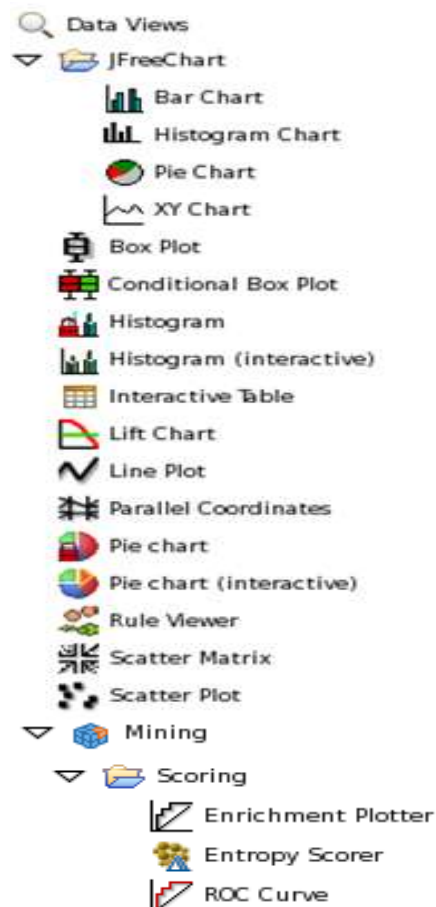 Data Views
JFreeChart
Bar Chart
Histogram Chart
Pie Chart
XY Chart
Box Plot
Conditional Box Plot
Histogram
Histogram (interactive)
Interactive Table
Lift Chart
Line Plot
Parallel Coordinates
Pie chart
Pie chart (interactive)
Rule Viewer
Scatter Matrix
Scatter Plot
Mining
Scoring
Enrichment Plotter
Entropy Scorer
ROC Curve